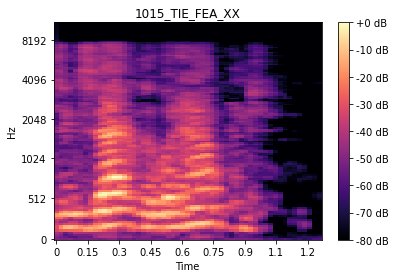 1015_TIE_FEA_XX
Hz
8192
4096
2048
1024
512
0
0 0.15 0.3 0.45 0.6 0.75 0.9 1.1 1.2
Time
+0 dB
-10 dB
-20 dB
-30 dB
-40 dB
-50 dB
-60 dB
-70 dB
-80 dB